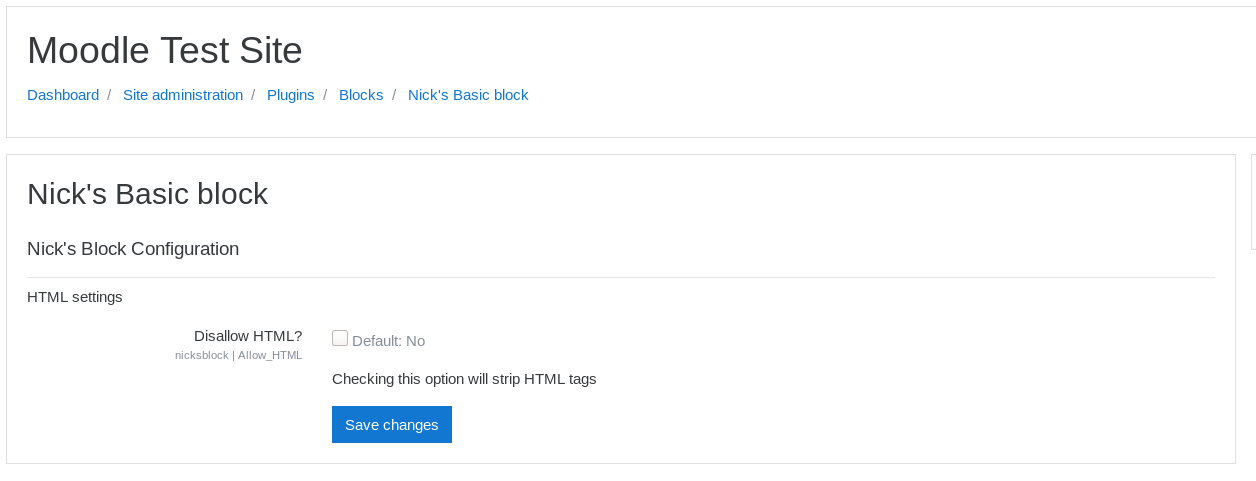 Moodle Test Site
Dashboard / Site administration / Plugins / Blocks / Nick's Basic block
Nick's Basic block
Nick's Block Configuration
HTML settings
Disallow HTML?
nicksblock | Allow_HTML
Default: No
Checking this option will strip HTML tags
Save changes